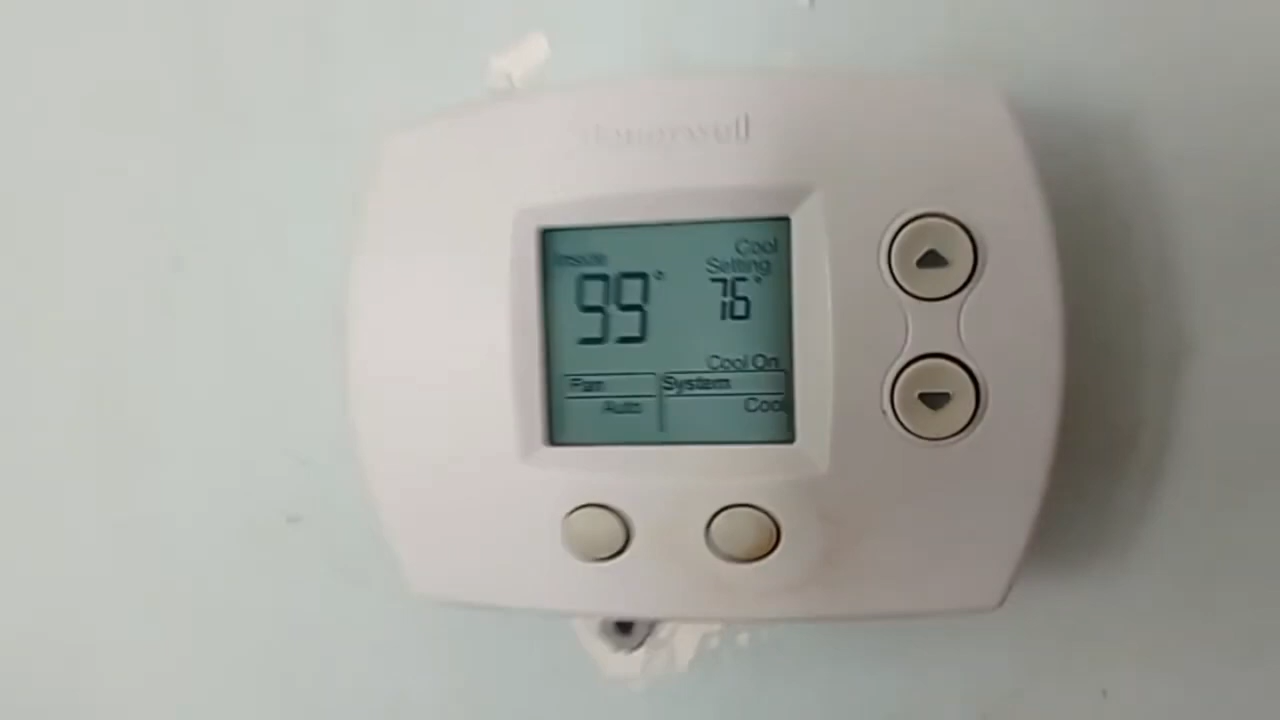 Honeywell
Inside
Cool
Setting
99°
76°
Cool On
Fan
System
Auto
Cool